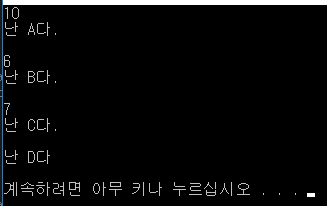 10
난 A다.
6
난 B다.
7
난 C다.
난 D다
계속하려면 아무 키나 누르십시오 . . .